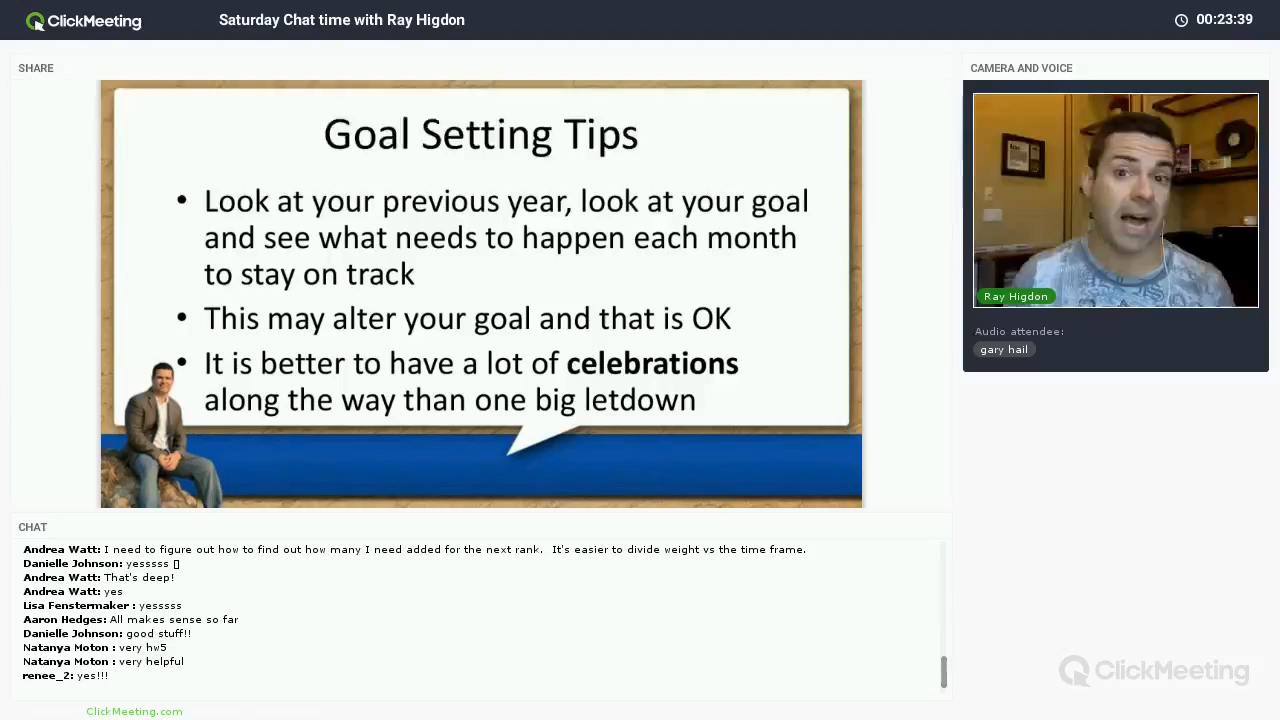 ClickMeeting
Saturday Chat time with Ray Higdon
00:23:39
SHARE
Goal Setting Tips
• Look at your previous year, look at your goal
and see what needs to happen each month
to stay on track
• This may alter your goal and that is OK
• It is better to have a lot of celebrations
along the way than one big letdown
CAMERA AND VOICE
Ray Higdon
Audio attendee:
gary hail
CHAT
Andrea Watt: I need to figure out how to find out how many I need added for the next rank. It's easier to divide weight vs the time frame.
Danielle Johnson: yesssss
Andrea Watt: That's deep!
Andrea Watt: yes
Lisa Fenstermaker : yesssss
Aaron Hedges: All makes sense so far
Danielle Johnson: good stuff!!
Natanya Moton : very hw5
Natanya Moton : very helpful
renee_2: yes!!!
ClickMeeting
ClickMeeting.com